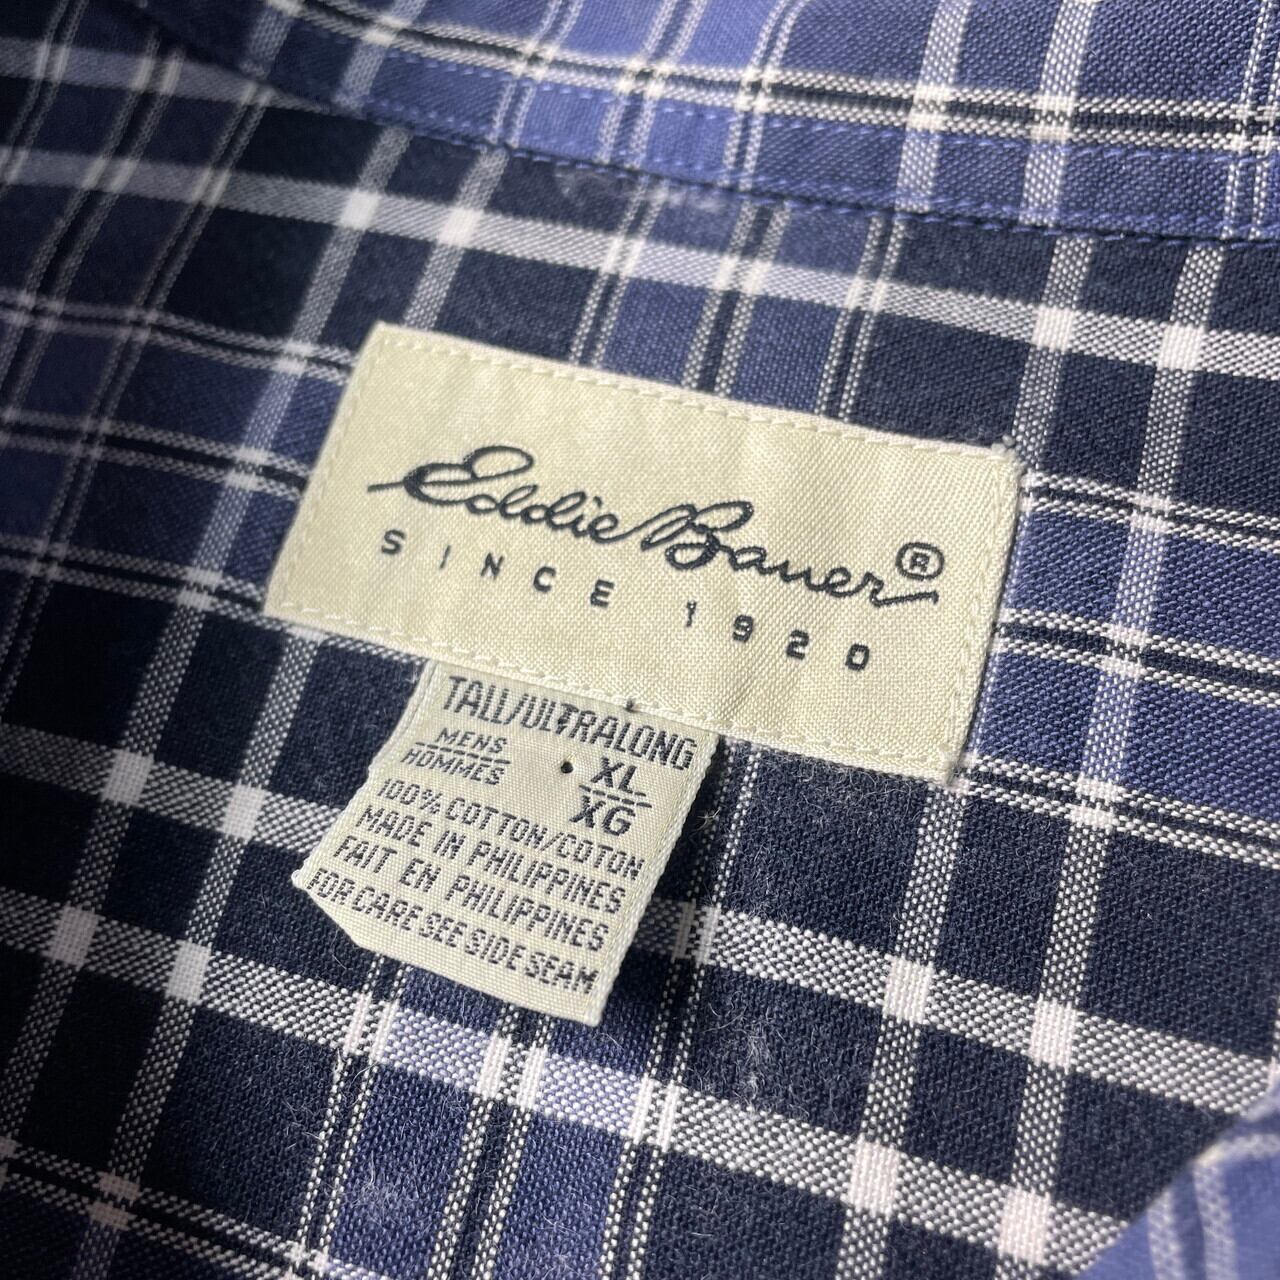 Eddie Bauer®
SINCE 1920
TALL/ULTRALONG
MENS XL
HOMMES XG
100% COTTON/COTON
MADE IN PHILIPPINES
FAIT EN PHILIPPINES
FOR CARE SEE SIDE SEAM